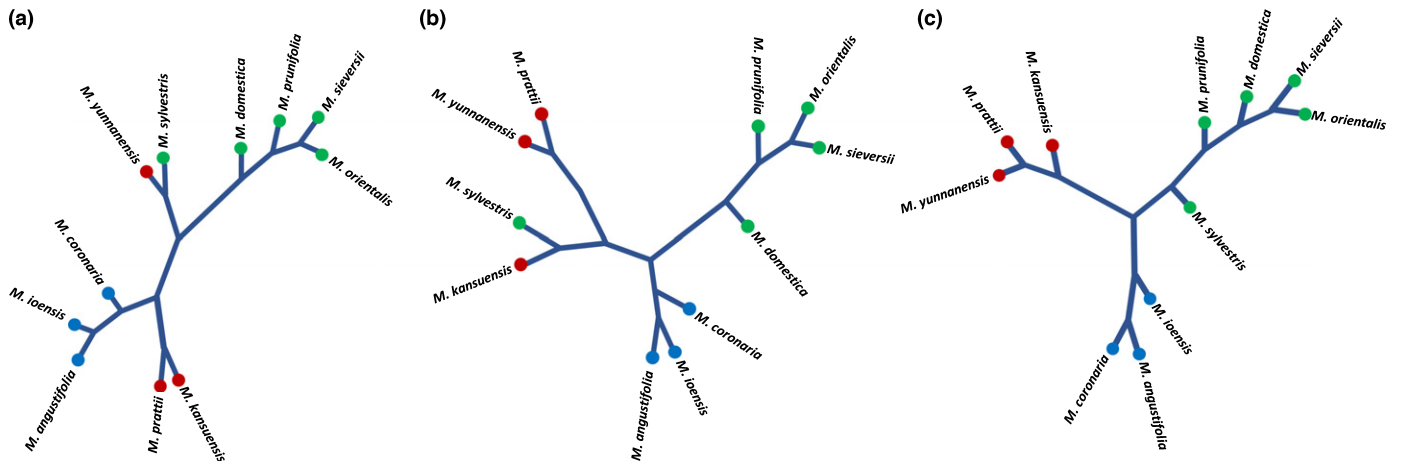 (a)
(b)
(c)
M. yunnanensis
M. sylvestris
M. domestica
M. prunifolia
M. sieversii
M. orientalis
M. coronaria
M. ioensis
M. angustifolia
M. prattii
M. kansuensis
M. prattii
M. yunnanensis
M. sylvestris
M. kansuensis
M. prunifolia
M. orientalis
M. sieversii
M. domestica
M. coronaria
M. ioensis
M. angustifolia
M. kansuensis
M. prattii
M. yunnanensis
M. prunifolia
M. domestica
M. sieversii
M. orientalis
M. sylvestris
M. ioensis
M. coronaria
M. angustifolia